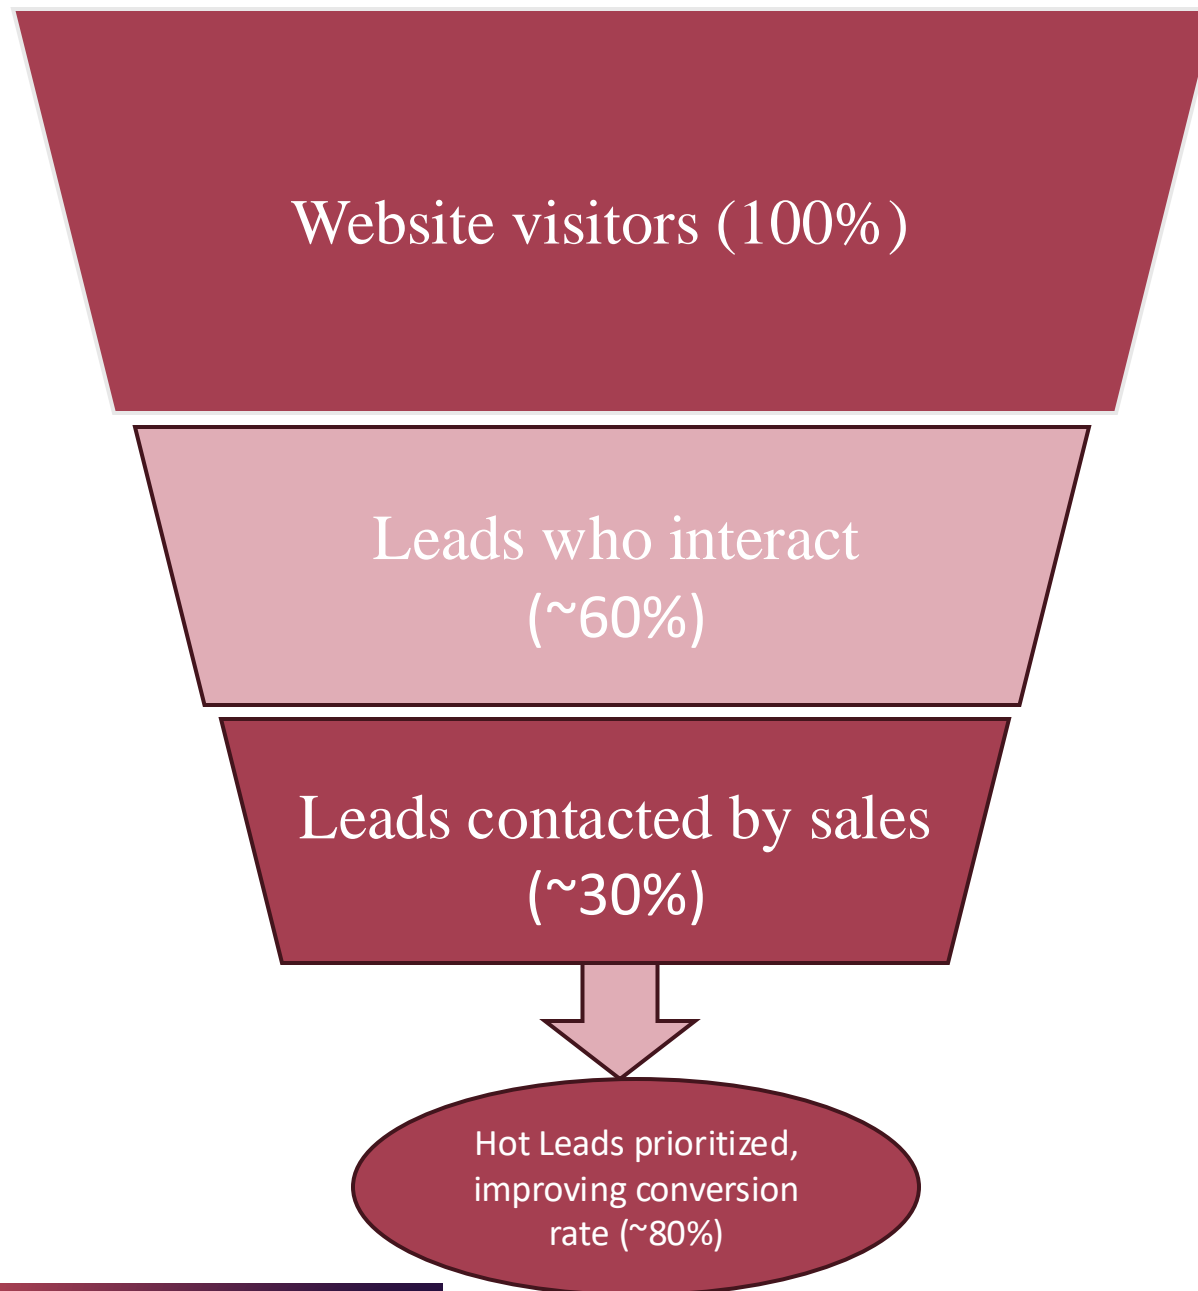 Website visitors (100%)
Leads who interact
(~60%)
Leads contacted by sales
(~30%)
Hot Leads prioritized,
improving conversion
rate (~80%)